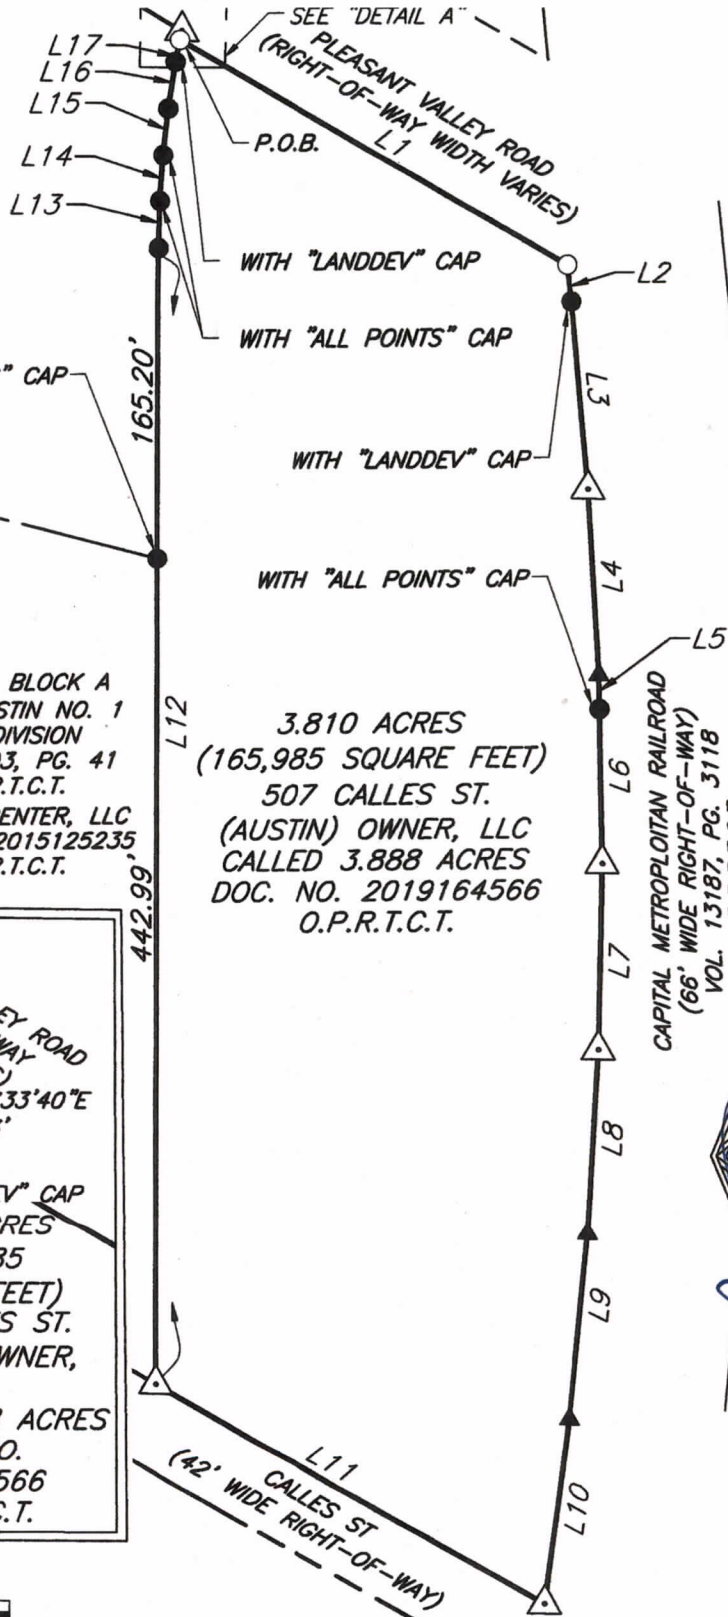 SEE "DETAIL A"
L17
L16
L15
L14
L13
P.O.B.
PLEASANT VALLEY ROAD
(RIGHT-OF-WAY WIDTH VARIES)
L1
L2
WITH "LANDDEV" CAP
WITH "ALL POINTS" CAP
" CAP
165.20'
L3
WITH "LANDDEV" CAP
WITH "ALL POINTS" CAP
L4
L5
BLOCK A
STIN NO. 1
DIVISION
03, PG. 41
R.T.C.T.
CENTER, LLC
2015125235
R.T.C.T.
L12
442.99'
3.810 ACRES
(165,985 SQUARE FEET)
507 CALLES ST.
(AUSTIN) OWNER, LLC
CALLED 3.888 ACRES
DOC. NO. 2019164566
O.P.R.T.C.T.
L6
L7
CAPITAL METROPLOITAN RAILROAD
(66' WIDE RIGHT-OF-WAY)
VOL. 13187, PG. 3118
L8
L9
L10
EY ROAD
WAY
33'40"E
EV" CAP
CRES
85
FEET)
S ST.
WNER,
ACRES
O.
566
C.T.
L11
CALLES ST
(42' WIDE RIGHT-OF-WAY)